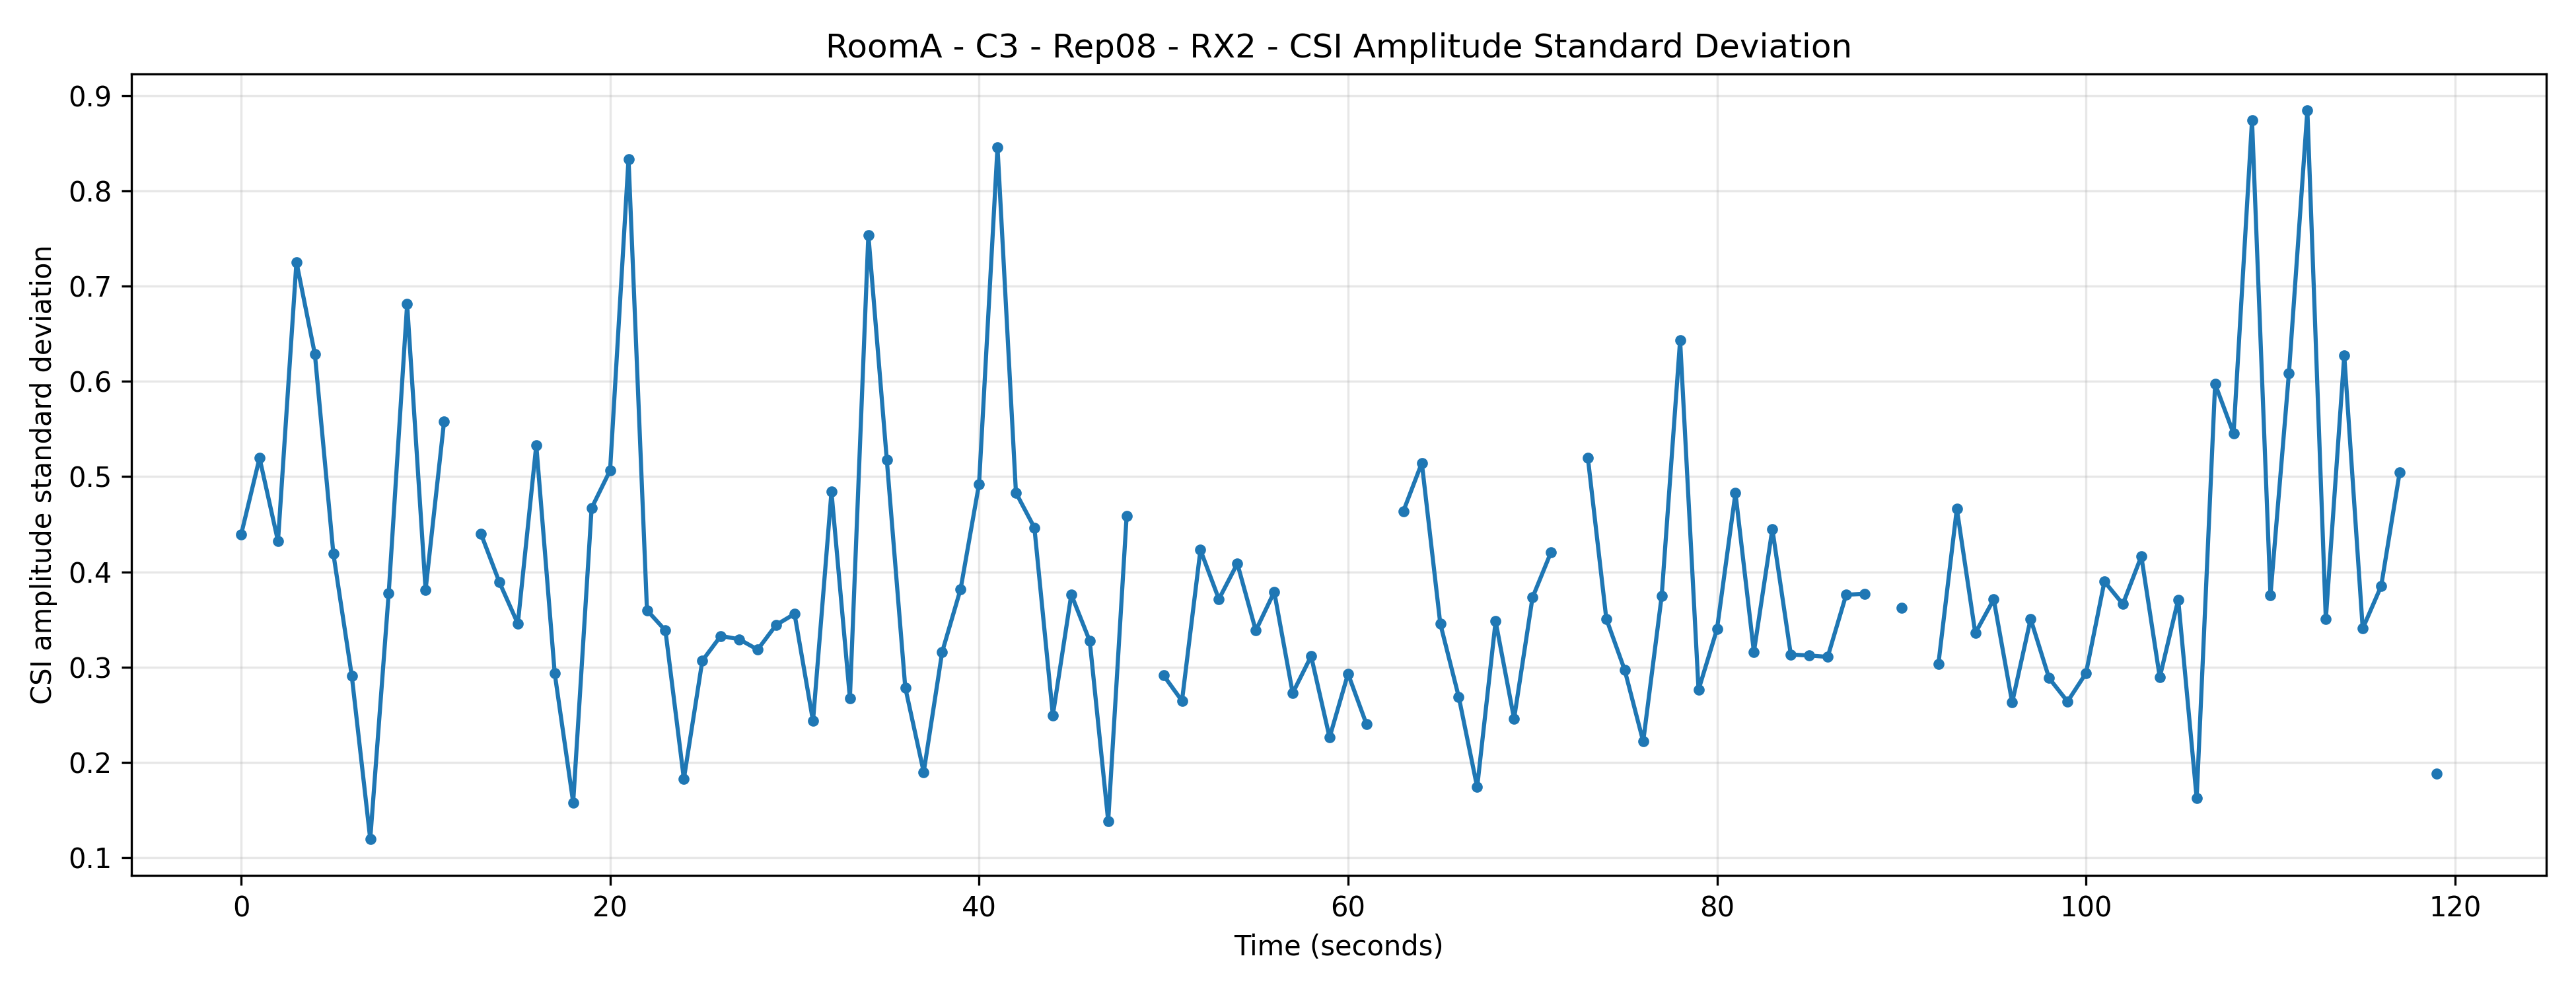 RoomA - C3 - Rep08 - RX2 - CSI Amplitude Standard Deviation
CSI amplitude standard deviation
0.9
0.8
0.7
0.6
0.5
0.4
0.3
0.2
0.1
0 20 40 60 80 100 120
Time (seconds)